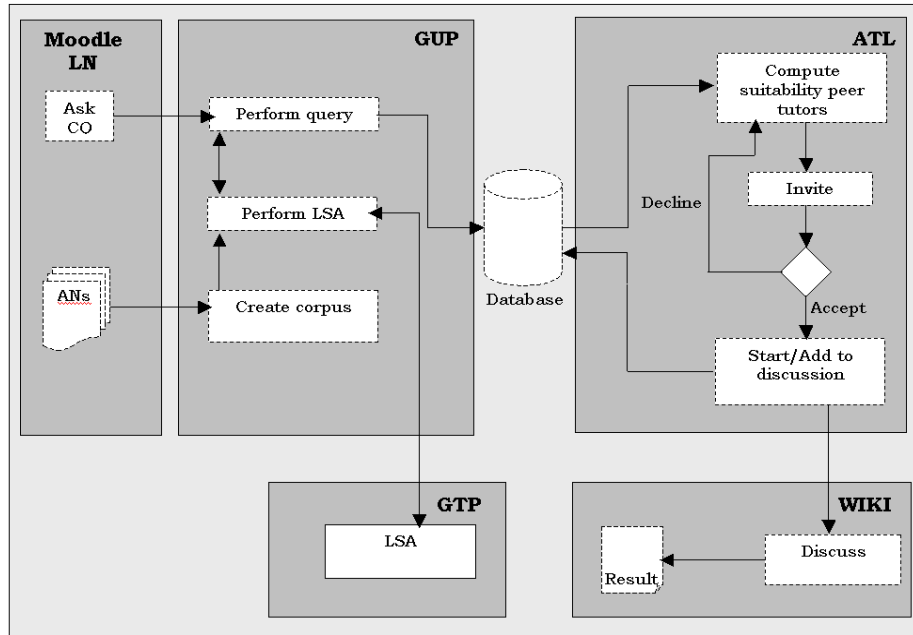 Moodle
LN
Ask
CO
ANs
GUP
Perform query
Perform LSA
Create corpus
Database
ATL
Compute
suitability peer
tutors
Invite
Decline
Accept
Start/Add to
discussion
GTP
LSA
WIKI
Discuss
Result